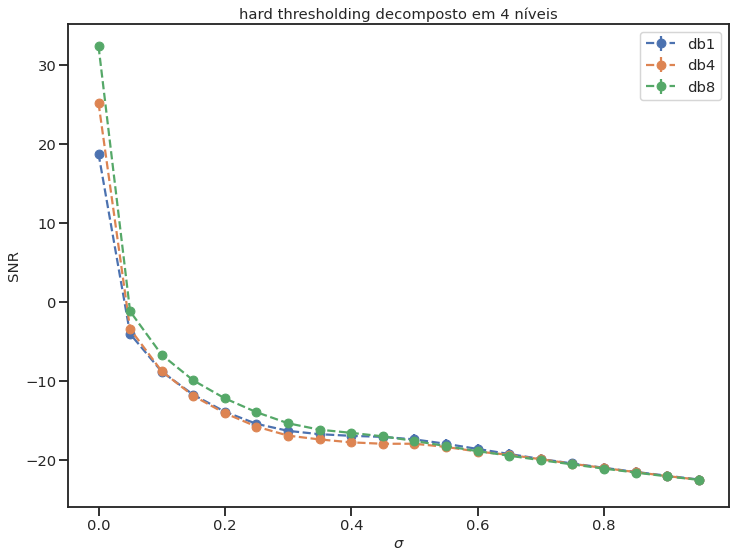 hard thresholding decomposto em 4 níveis
db1
db4
db8
SNR
30
20
10
0
−10
−20
0.0 0.2 0.4 0.6 0.8
σ